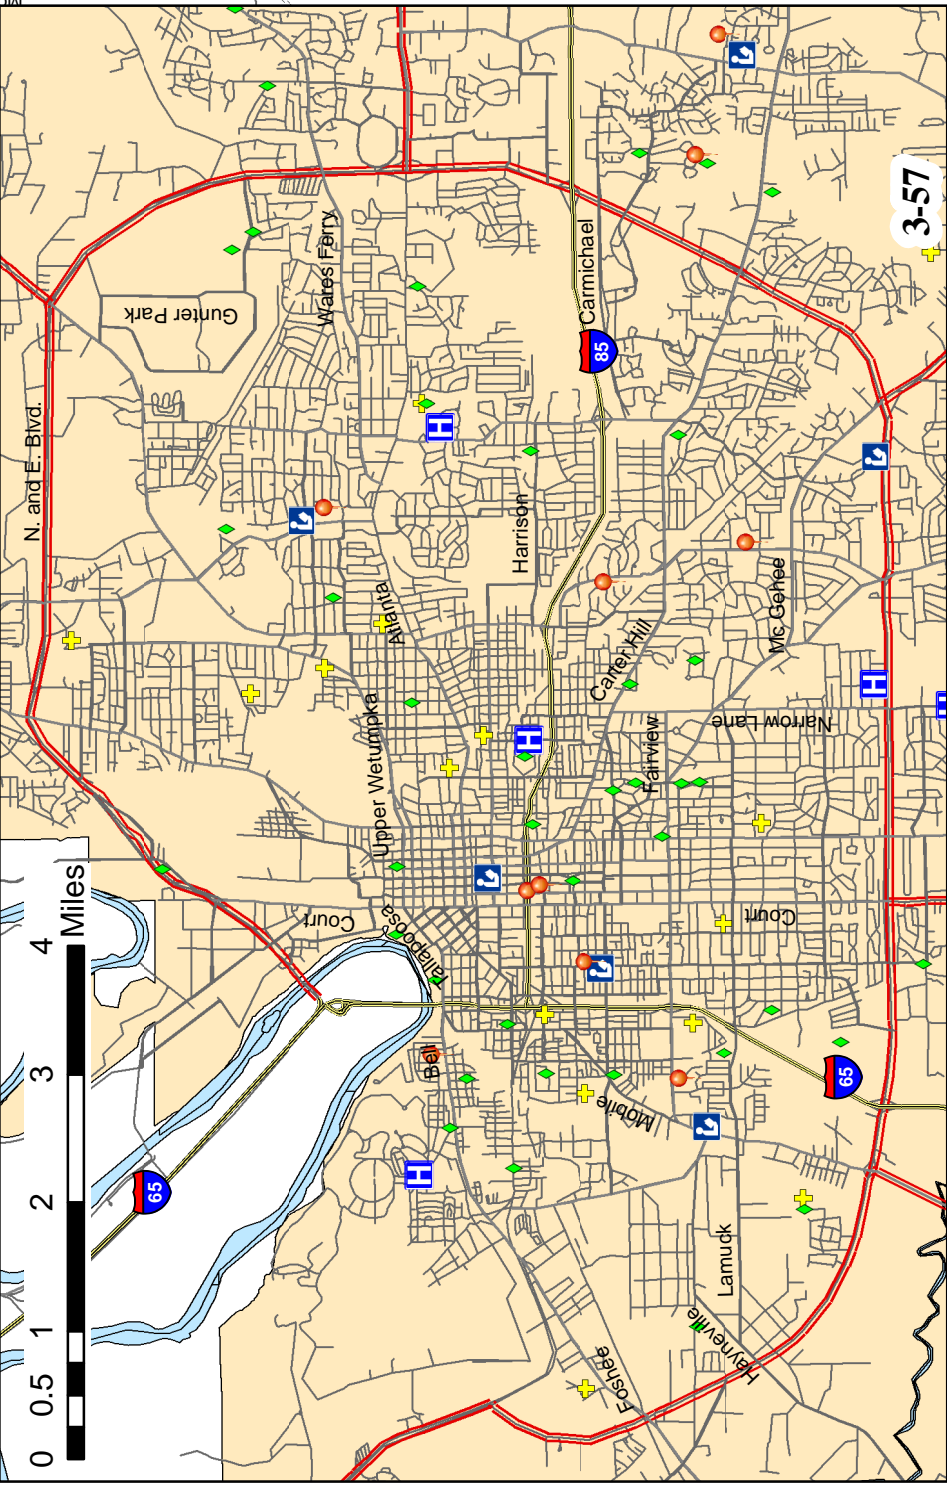 0 0.5 1 2 3 4
Miles
N. and E. Blvd.
Gunter Park
Wares Ferry
Carmichael
85
Harrison
Atlanta
Upper Wetumpka
Carter Hill
Mc Gehee
Narrow Lane
Fairview
Court
Tallapoosa
Court
Bell
Mobile
65
65
Lamuck
Hayneville
Foshee
H
H
H
H
H
3-57